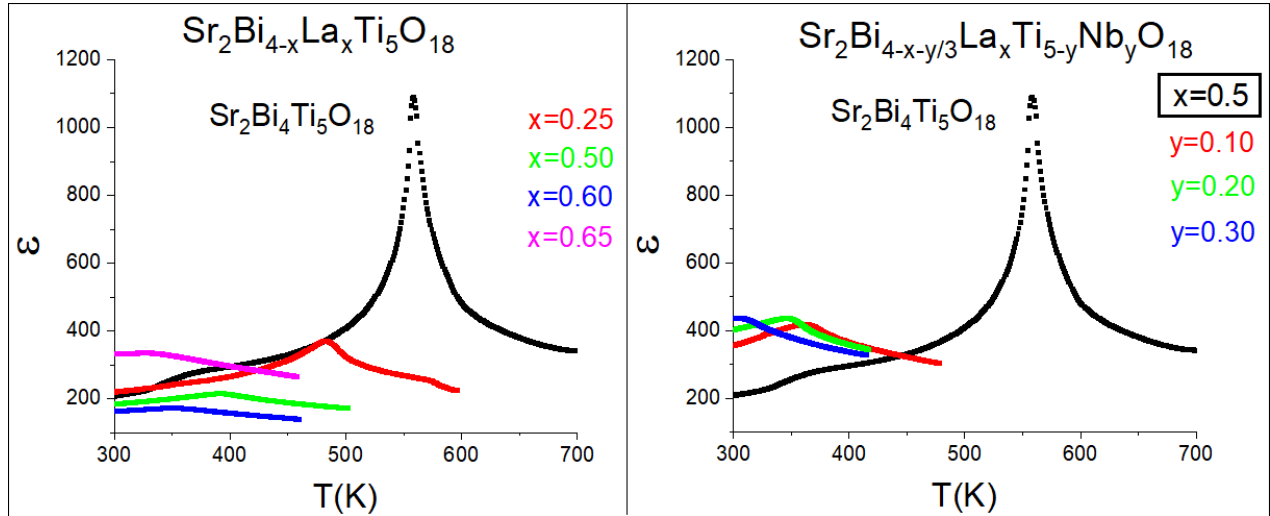 Sr₂Bi₄₋ₓLaₓTi₅O₁₈
1200
1000
800
600
400
200
ε
Sr₂Bi₄Ti₅O₁₈
x=0.25
x=0.50
x=0.60
x=0.65
300 400 500 600 700
T(K)
Sr₂Bi₄₋ₓ₋y/₃LaₓTi₅₋yNbyO₁₈
1200
1000
800
600
400
200
ε
Sr₂Bi₄Ti₅O₁₈
x=0.5
y=0.10
y=0.20
y=0.30
300 400 500 600 700
T(K)